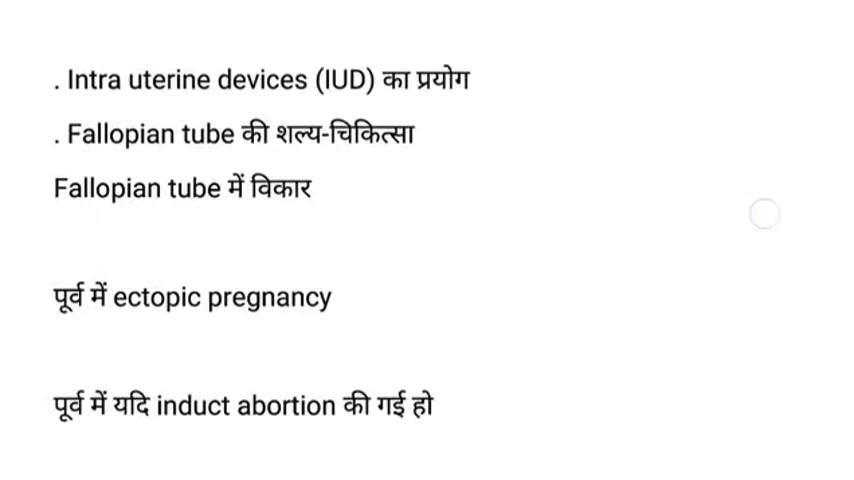 . Intra uterine devices (IUD) का प्रयोग
. Fallopian tube की शल्य-चिकित्सा
Fallopian tube में विकार
पूर्व में ectopic pregnancy
पूर्व में यदि induct abortion की गई हो